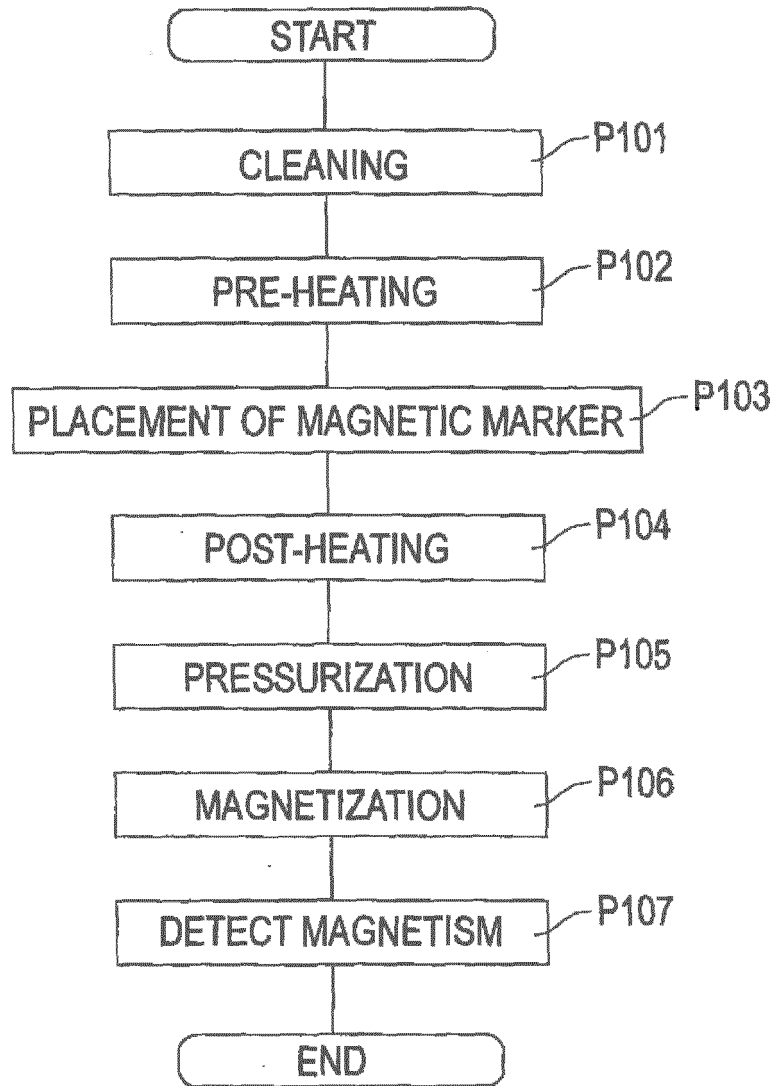 START
CLEANING
P101
PRE-HEATING
P102
PLACEMENT OF MAGNETIC MARKER
P103
POST-HEATING
P104
PRESSURIZATION
P105
MAGNETIZATION
P106
DETECT MAGNETISM
P107
END